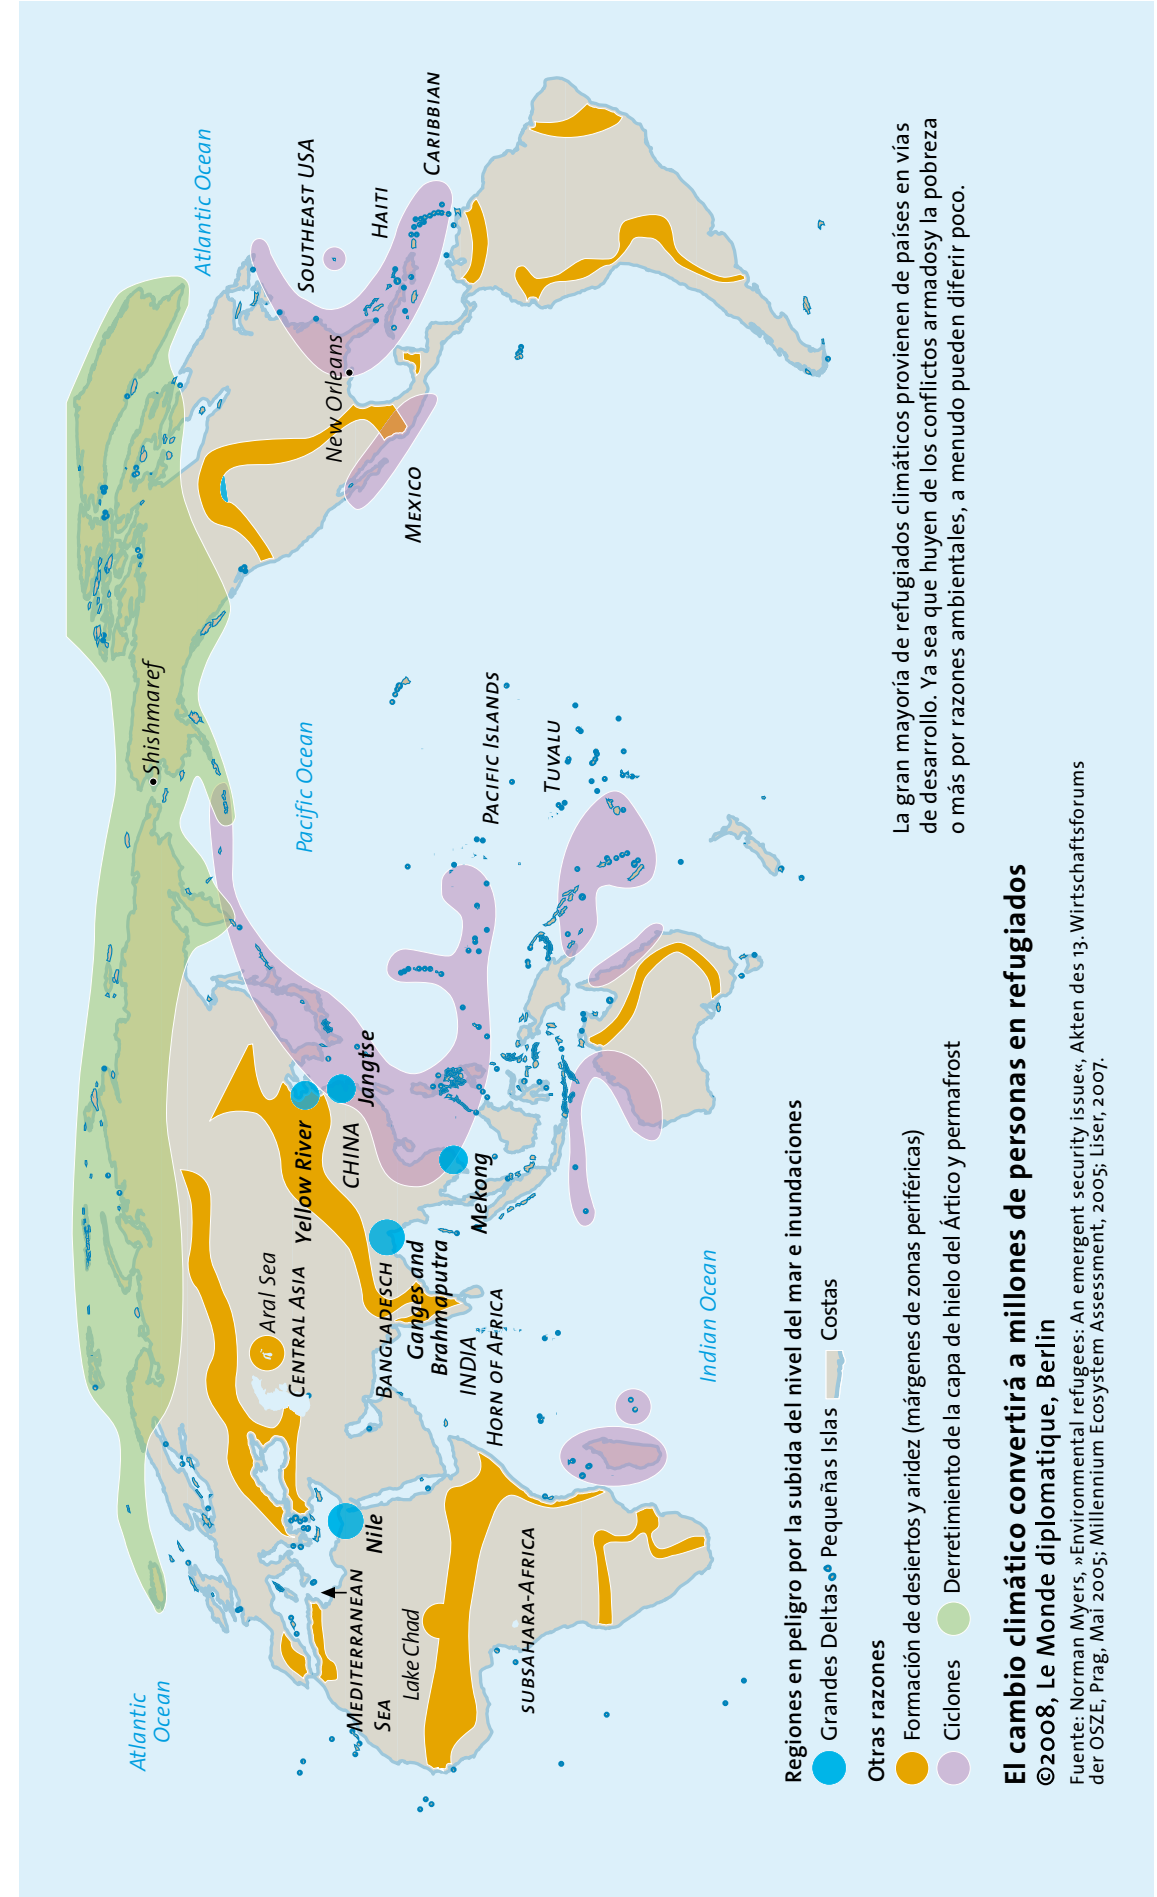 Atlantic
Ocean
Atlantic Ocean
Shishmaref
Pacific Ocean
SOUTHEAST USA
HAITI
CARIBBIAN
New Orleans
MEXICO
PACIFIC ISLANDS
TUVALU
Aral Sea
CENTRAL ASIA
Yellow River
CHINA
Jangtse
Mekong
BANGLADESCH
Ganges and
Brahmaputra
INDIA
HORN OF AFRICA
Nile
MEDITERRANEAN
SEA
Lake Chad
SUBSAHARA-AFRICA
Indian Ocean
Regiones en peligro por la subida del nivel del mar e inundaciones
Grandes Deltas Pequeñas Islas Costas
Otras razones
Formación de desiertos y aridez (márgenes de zonas periféricas)
Ciclones Derretimiento de la capa de hielo del Ártico y permafrost
La gran mayoría de refugiados climáticos provienen de países en vías
de desarrollo. Ya sea que huyen de los conflictos armadosy la pobreza
o más por razones ambientales, a menudo pueden diferir poco.
El cambio climático convertirá a millones de personas en refugiados
©2008, Le Monde diplomatique, Berlin
Fuente: Norman Myers, »Environmental refugees: An emergent security issue«, Akten des 13. Wirtschaftsforums
der OSZE, Prag, Mai 2005; Millennium Ecosystem Assessment, 2005; Liser, 2007.